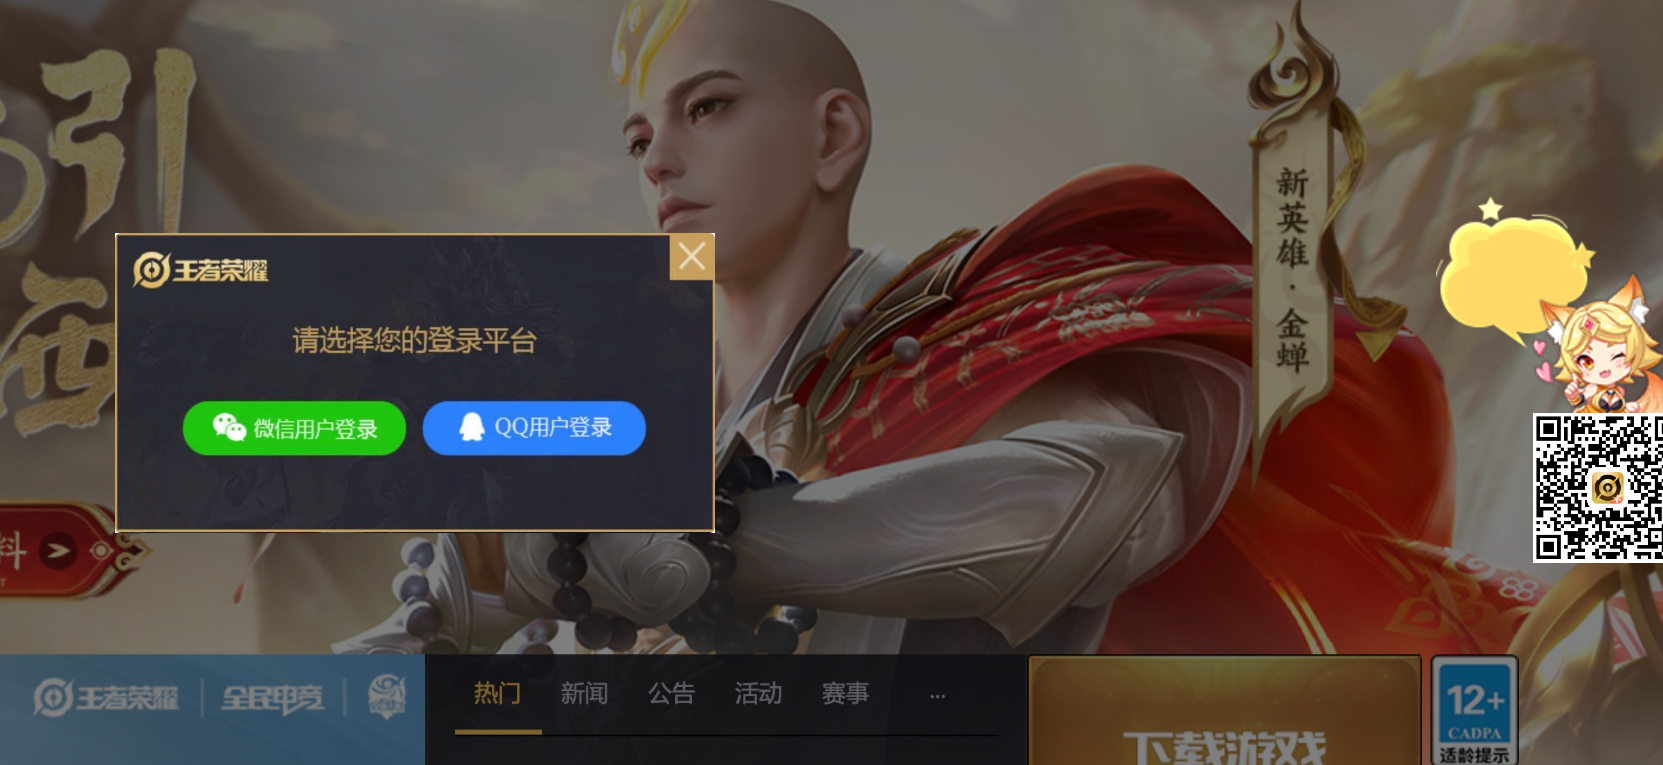 引
西
新英雄·金蝉
王者荣耀
请选择您的登录平台
微信用户登录
QQ用户登录
料
王者荣耀
全民电竞
热门
新闻
公告
活动
赛事
...
下载游戏
12+
CADPA
适龄提示